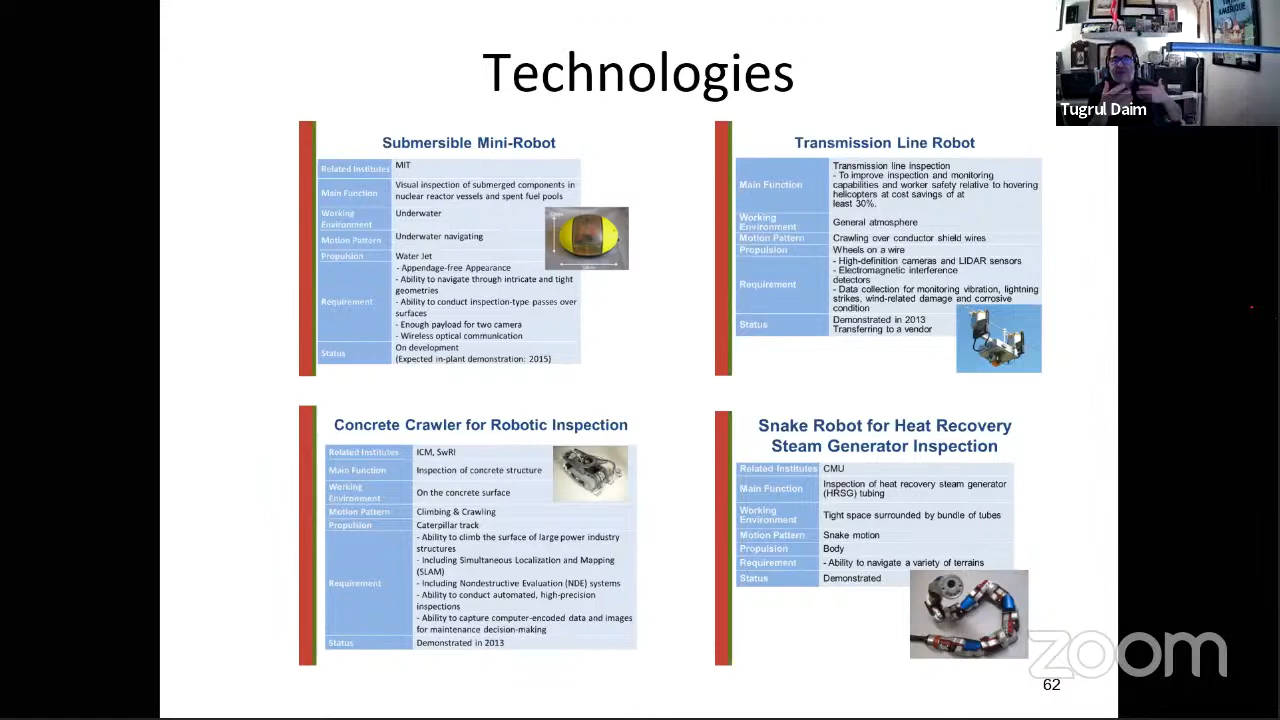 Technologies
Tugrul Daim
Submersible Mini-Robot
Related Institutes MIT
Main Function Visual inspection of submerged components in
nuclear reactor vessels and spent fuel pools
Working
Environment Underwater
Motion Pattern Underwater navigating
Propulsion Water Jet
Requirement
- Appendage-free Appearance
- Ability to navigate through intricate and tight
geometries
- Ability to conduct inspection-type passes over
surfaces
- Enough payload for two camera
- Wireless optical communication
Status On development
(Expected in-plant demonstration: 2015)
Transmission Line Robot
Main Function
Transmission line inspection
- To improve inspection and monitoring
capabilities and worker safety relative to hovering
helicopters at cost savings of at
least 30%.
Working
Environment General atmosphere
Motion Pattern Crawling over conductor shield wires
Propulsion Wheels on a wire
Requirement
- High-definition cameras and LIDAR sensors
- Electromagnetic interference
detectors
- Data collection for monitoring vibration, lightning
strikes, wind-related damage and corrosive
condition
Status Demonstrated in 2013
Transferring to a vendor
Concrete Crawler for Robotic Inspection
Related Institutes ICM, SwRI
Main Function Inspection of concrete structure
Working
Environment On the concrete surface
Motion Pattern Climbing & Crawling
Propulsion Caterpillar track
Requirement
- Ability to climb the surface of large power industry
structures
- Including Simultaneous Localization and Mapping
(SLAM)
- Including Nondestructive Evaluation (NDE) systems
- Ability to conduct automated, high-precision
inspections
- Ability to capture computer-encoded data and images
for maintenance decision-making
Status Demonstrated in 2013
Snake Robot for Heat Recovery
Steam Generator Inspection
Related Institutes CMU
Main Function Inspection of heat recovery steam generator
(HRSG) tubing
Working
Environment Tight space surrounded by bundle of tubes
Motion Pattern Snake motion
Propulsion Body
Requirement - Ability to navigate a variety of terrains
Status Demonstrated
zoom
62